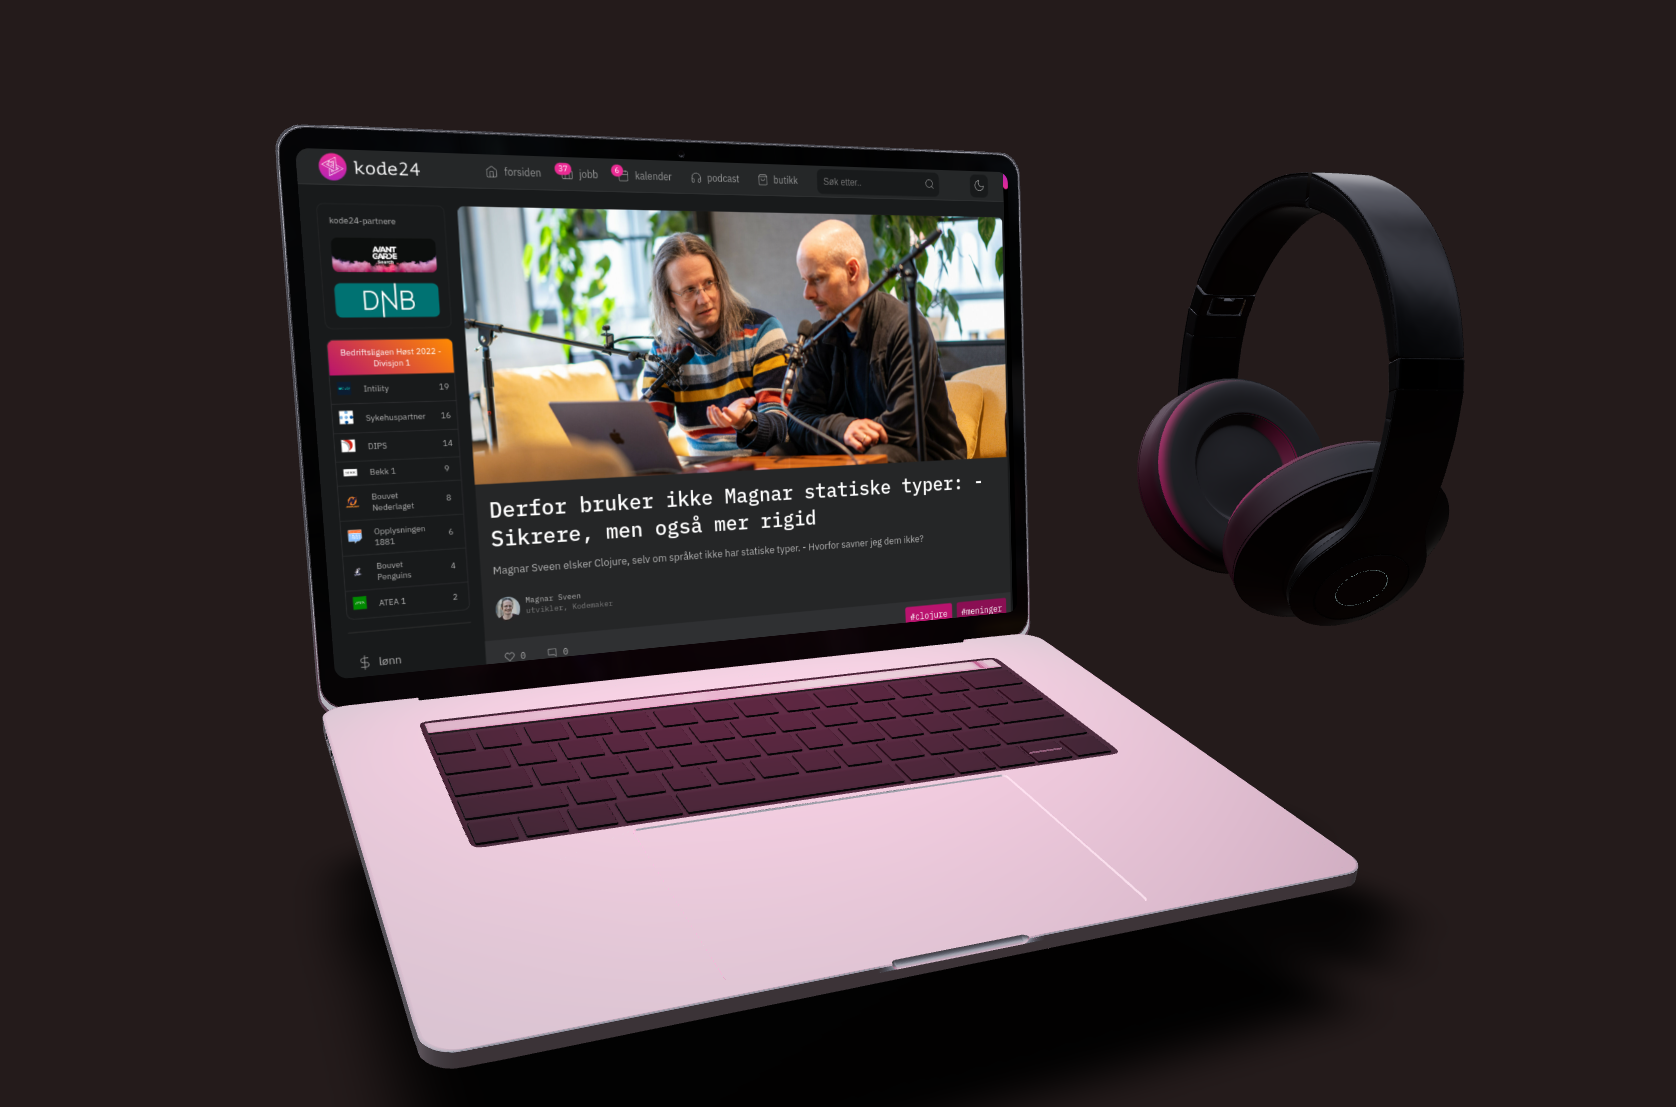 kode24
forsiden
37
jobb
6
kalender
podcast
butikk
Søk etter..
kode24-partnere
AVANT
GARDE
Search
DNB
Bedriftsligaen Høst 2022 -
Divisjon 1
Intility 19
Sykehuspartner 16
DIPS 14
Bekk 1 9
Bouvet
Nederlaget 8
Opplysningen
1881 6
Bouvet
Penguins 4
ATEA 1 2
$ lønn
Derfor bruker ikke Magnar statiske typer: -
Sikrere, men også mer rigid
Magnar Sveen elsker Clojure, selv om språket ikke har statiske typer. - Hvorfor savner jeg dem ikke?
Magnar Sveen
utvikler, Kodemaker
#clojure #meninger
0 0